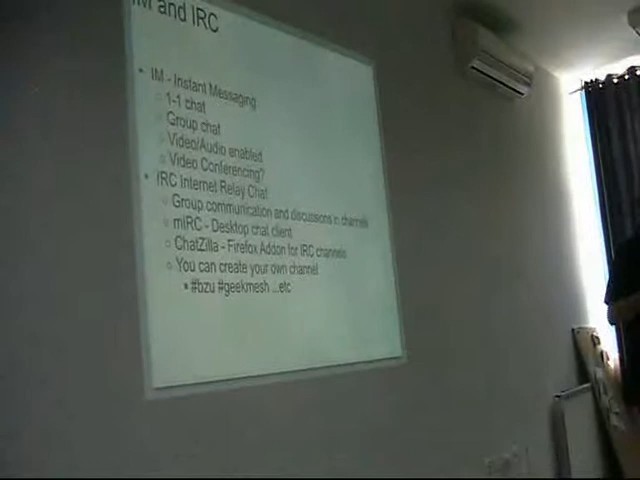 IM and IRC
• IM - Instant Messaging
○ 1-1 chat
○ Group chat
○ Video/Audio enabled
○ Video Conferencing?
• IRC Internet Relay Chat
○ Group communication and discussions in channels
○ mIRC - Desktop chat client
○ ChatZilla - Firefox Addon for IRC channels
○ You can create your own channel
▪ #bzu #geekmesh ...etc